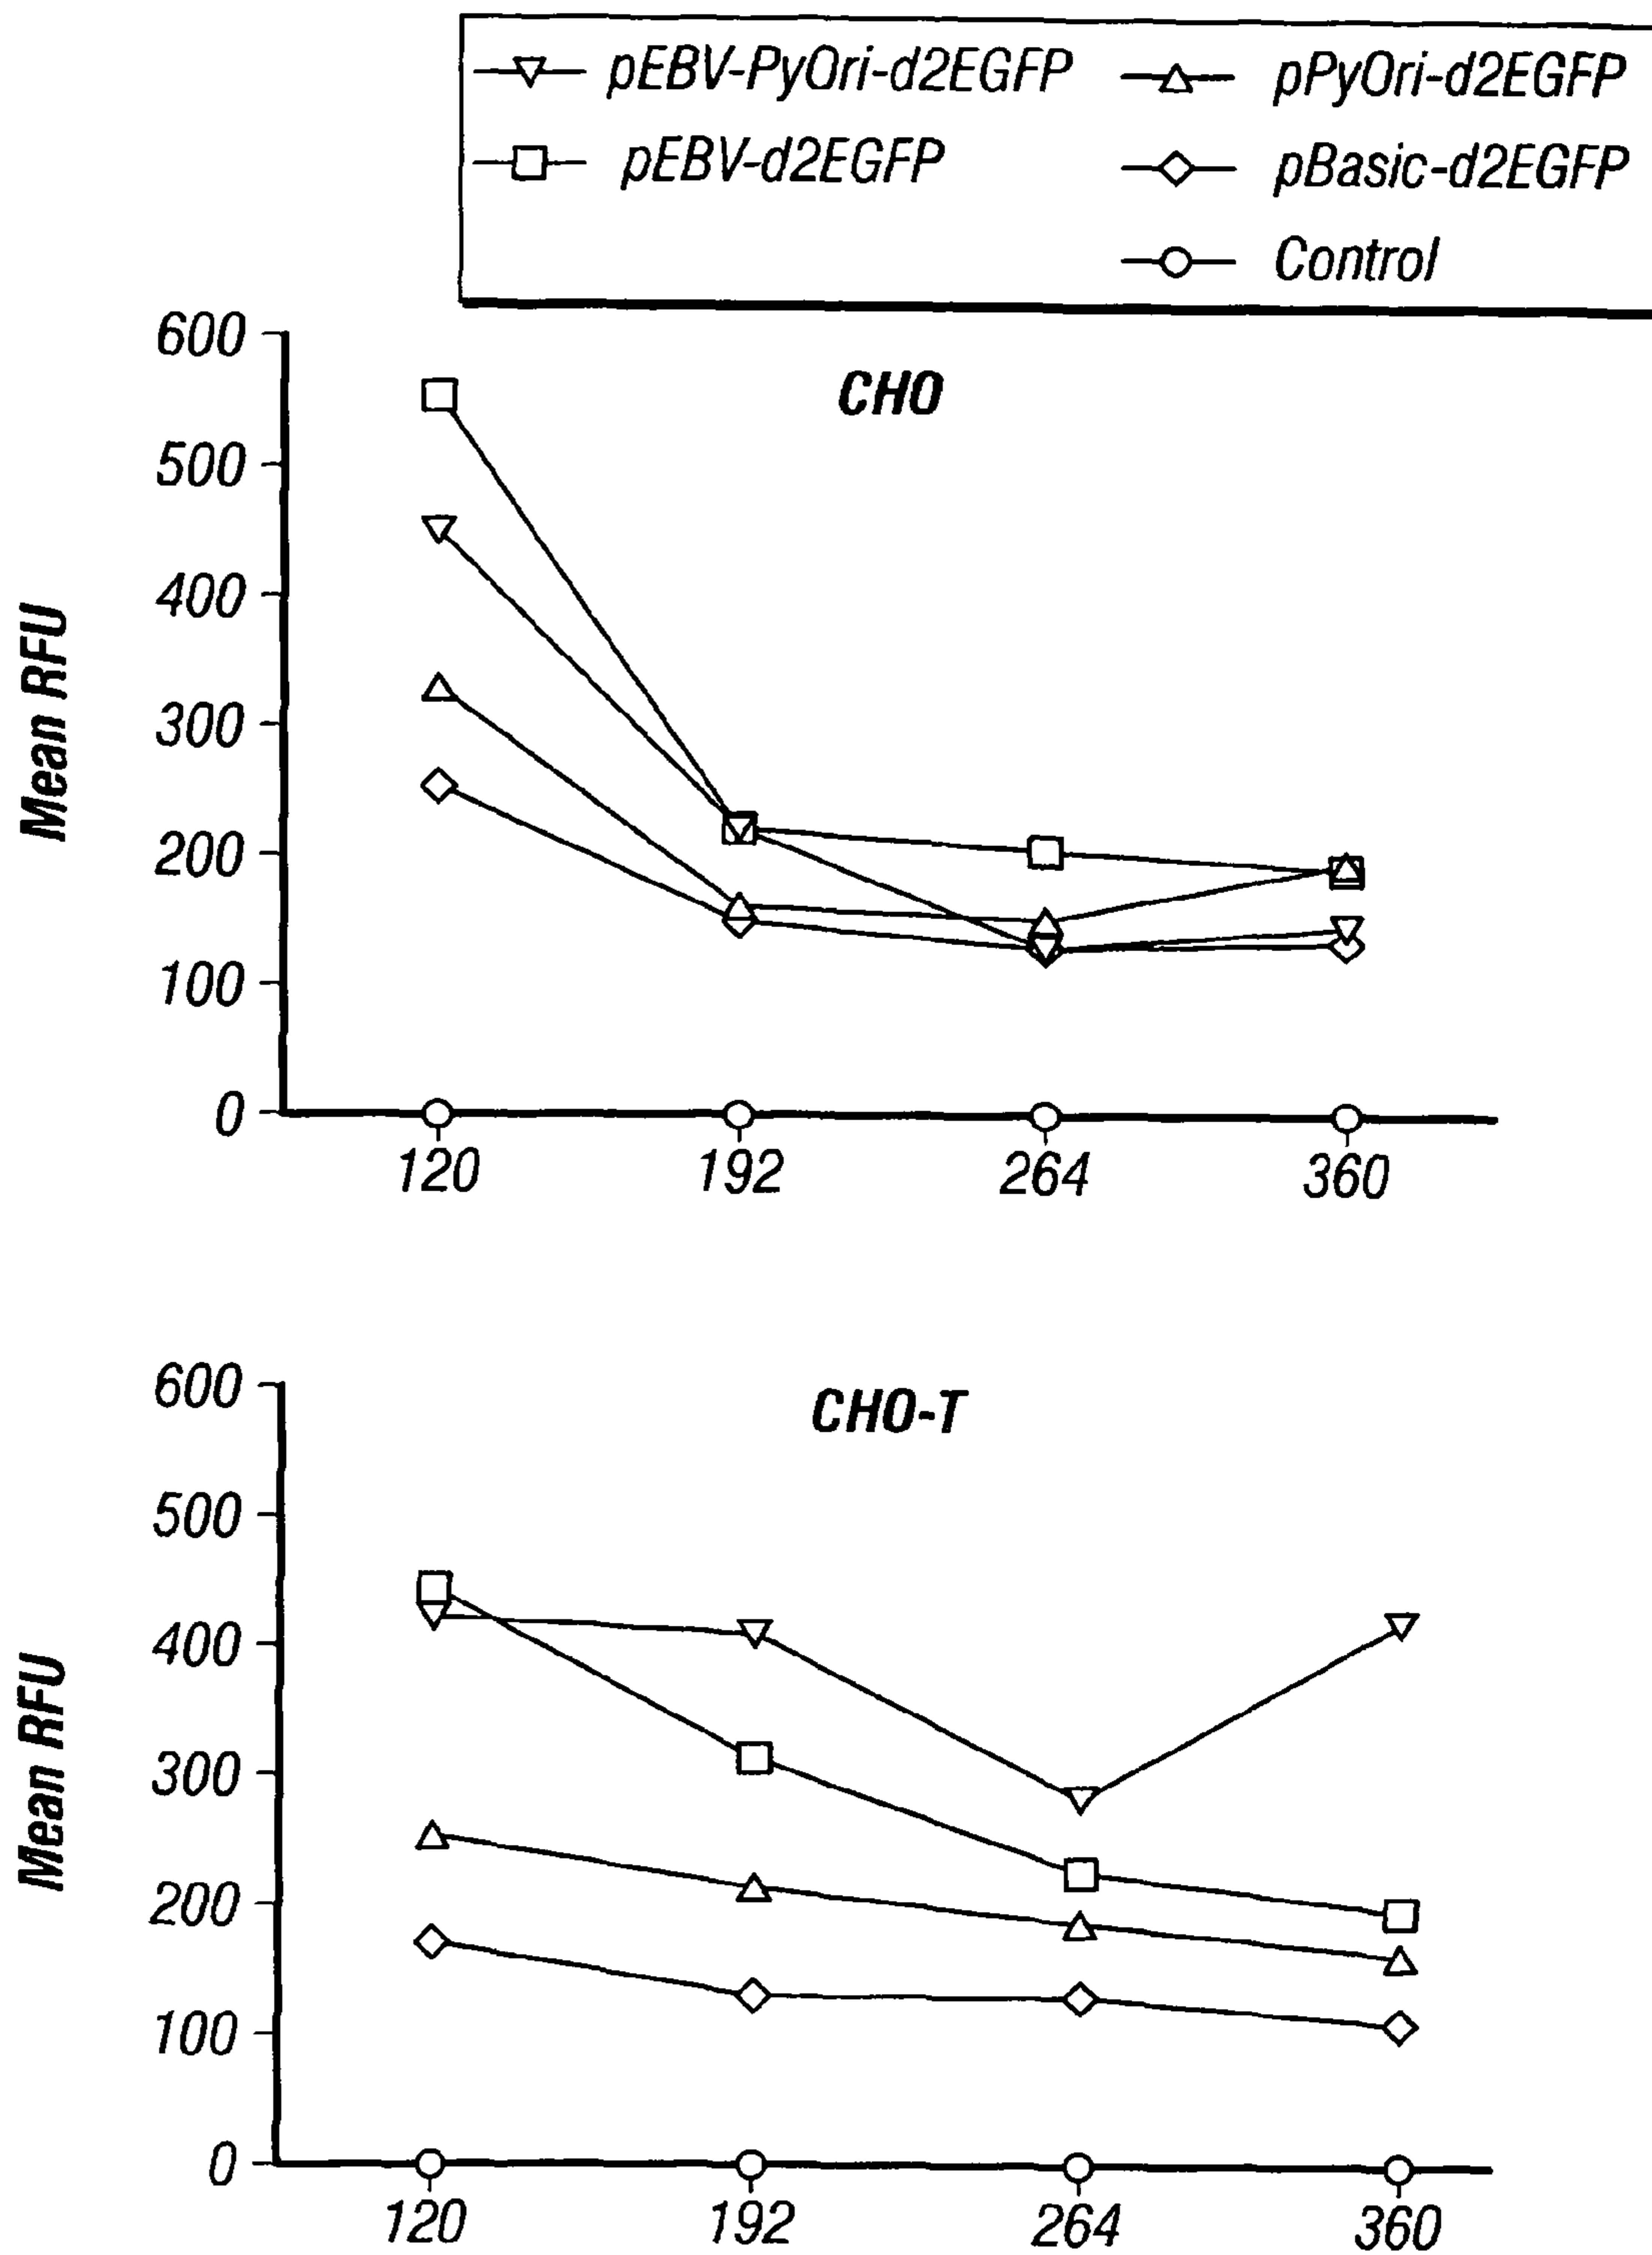 pEBV-PyOri-d2EGFP pPyOri-d2EGFP
pEBV-d2EGFP pBasic-d2EGFP
Control
CHO
Mean RFU
600
500
400
300
200
100
0
120 192 264 360
CHO-T
Mean RFU
600
500
400
300
200
100
0
120 192 264 360